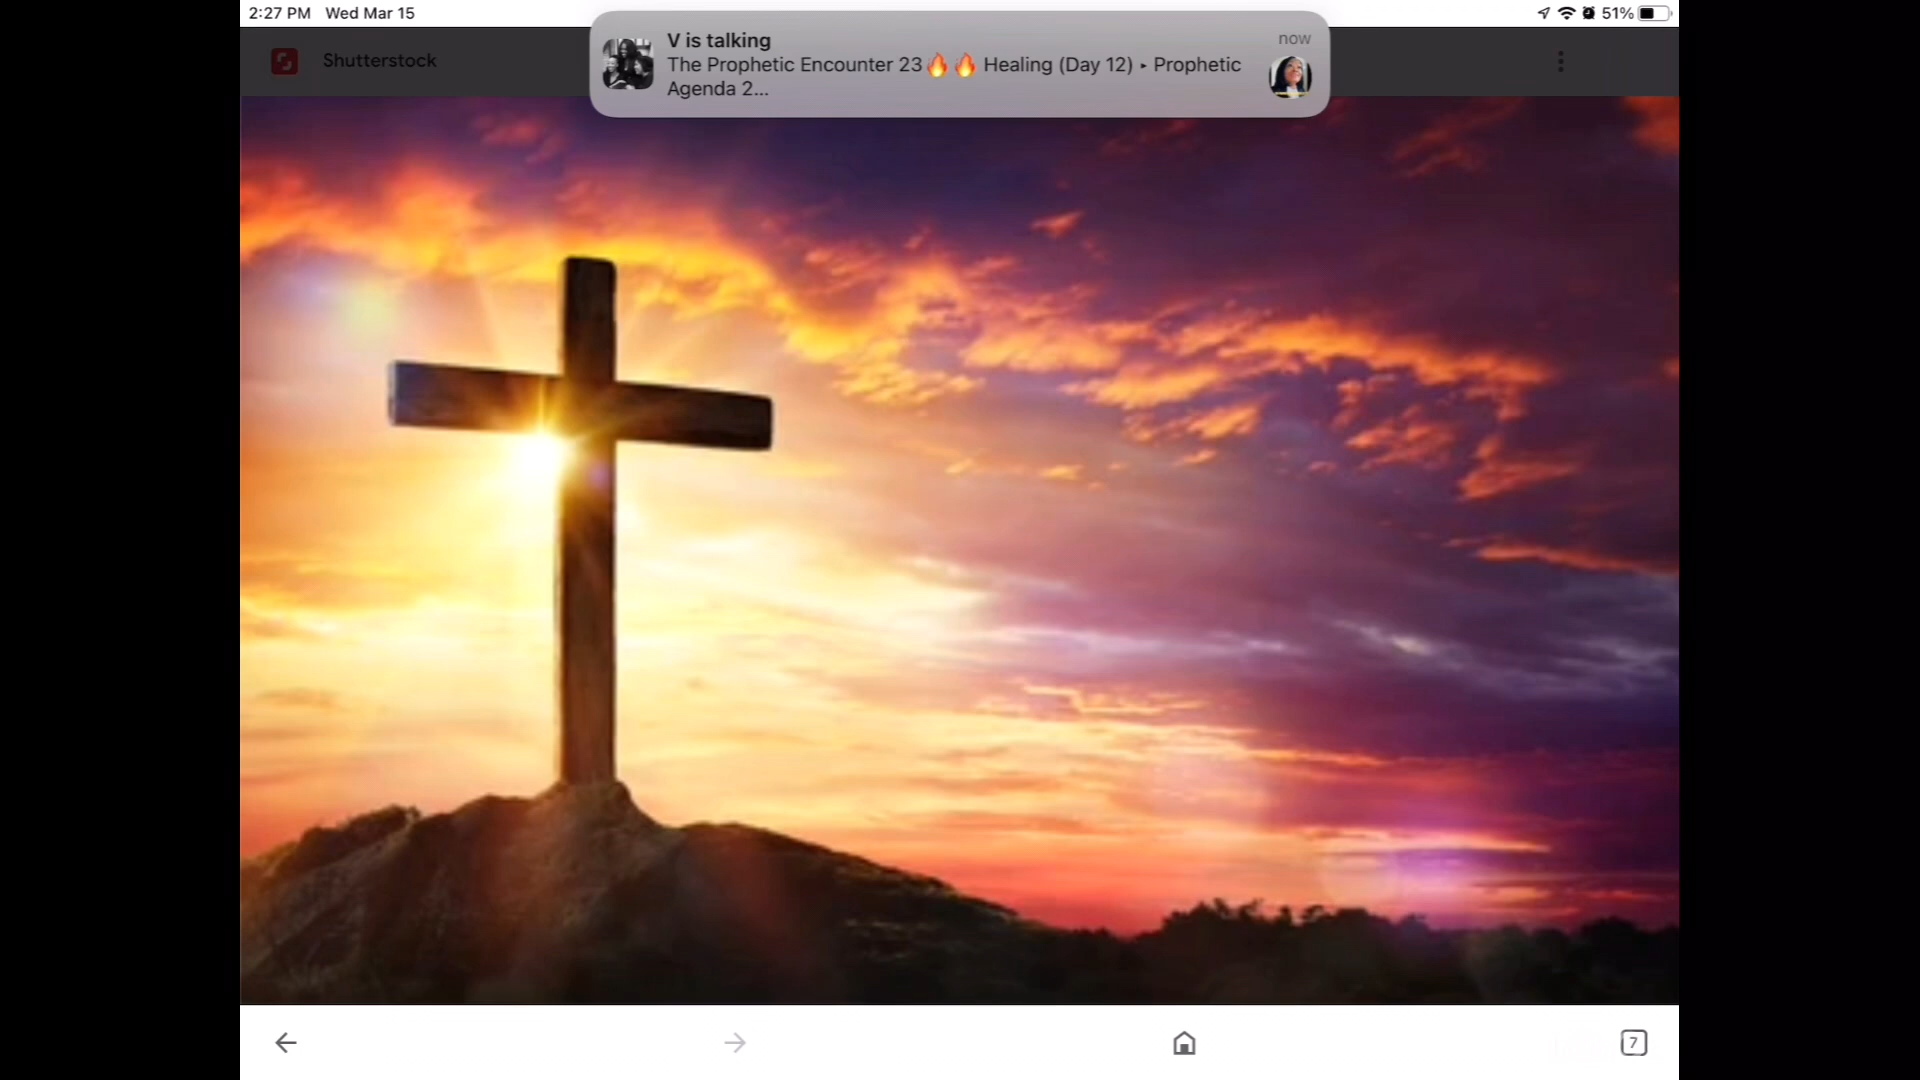 2:27 PM Wed Mar 15
51%
Shutterstock
V is talking
now
The Prophetic Encounter 23🔥🔥 Healing (Day 12) ‣ Prophetic
Agenda 2...
7